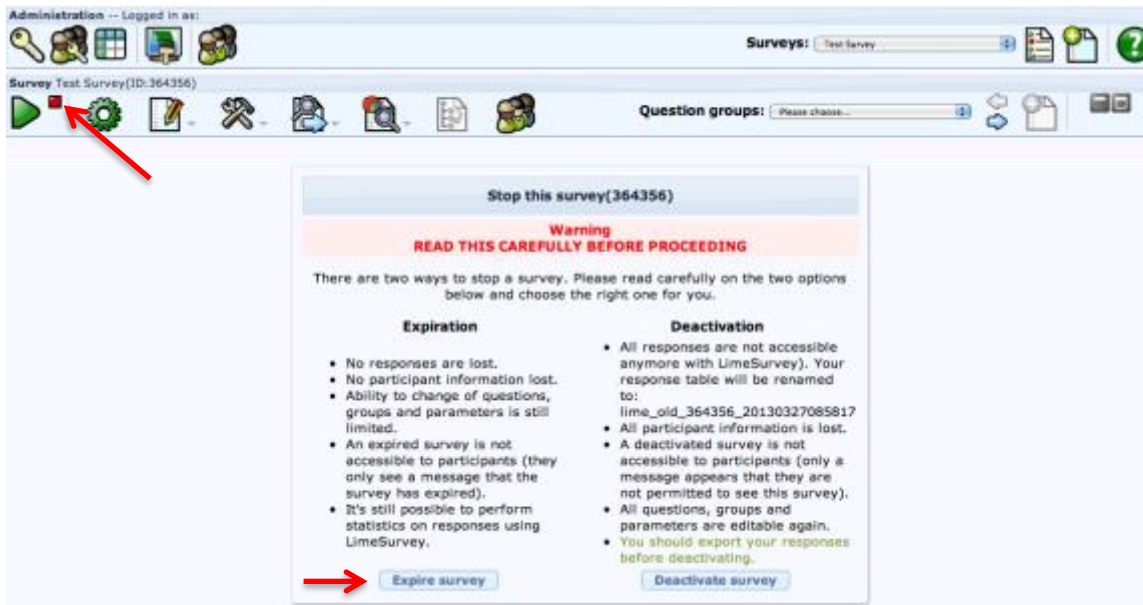 Administration -- Logged in as:
Surveys: Test Survey
Survey Test Survey(ID:364356)
Question groups: Please choose...
Stop this survey(364356)
Warning
READ THIS CAREFULLY BEFORE PROCEEDING
There are two ways to stop a survey. Please read carefully on the two options
below and choose the right one for you.
Expiration
• No responses are lost.
• No participant information lost.
• Ability to change of questions,
groups and parameters is still
limited.
• An expired survey is not
accessible to participants (they
only see a message that the
survey has expired).
• It's still possible to perform
statistics on responses using
LimeSurvey.
Expire survey
Deactivation
• All responses are not accessible
anymore with LimeSurvey). Your
response table will be renamed
to:
lime_old_364356_20130327085817
• All participant information is lost.
• A deactivated survey is not
accessible to participants (only a
message appears that they are
not permitted to see this survey).
• All questions, groups and
parameters are editable again.
• You should export your responses
before deactivating.
Deactivate survey